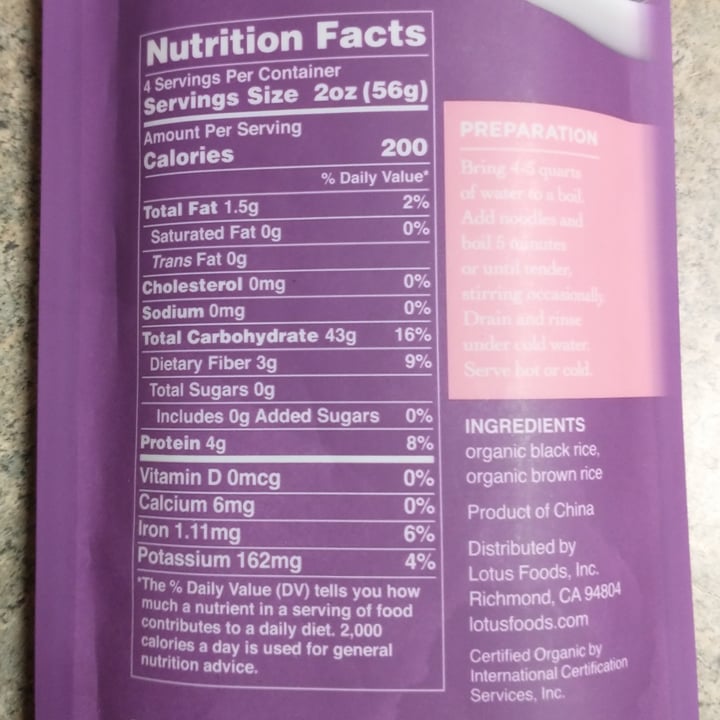 Nutrition Facts
4 Servings Per Container
Servings Size 2oz (56g)
Amount Per Serving
Calories 200
% Daily Value*
Total Fat 1.5g 2%
Saturated Fat 0g 0%
Trans Fat 0g
Cholesterol 0mg 0%
Sodium 0mg 0%
Total Carbohydrate 43g 16%
Dietary Fiber 3g 9%
Total Sugars 0g
Includes 0g Added Sugars 0%
Protein 4g 8%
Vitamin D 0mcg 0%
Calcium 6mg 0%
Iron 1.11mg 6%
Potassium 162mg 4%
*The % Daily Value (DV) tells you how
much a nutrient in a serving of food
contributes to a daily diet. 2,000
calories a day is used for general
nutrition advice.
PREPARATION
Bring 4-5 quarts
of water to a boil.
Add noodles and
boil 5 minutes
or until tender,
stirring occasionally.
Drain and rinse
under cold water.
Serve hot or cold.
INGREDIENTS
organic black rice,
organic brown rice
Product of China
Distributed by
Lotus Foods, Inc.
Richmond, CA 94804
lotusfoods.com
Certified Organic by
International Certification
Services, Inc.